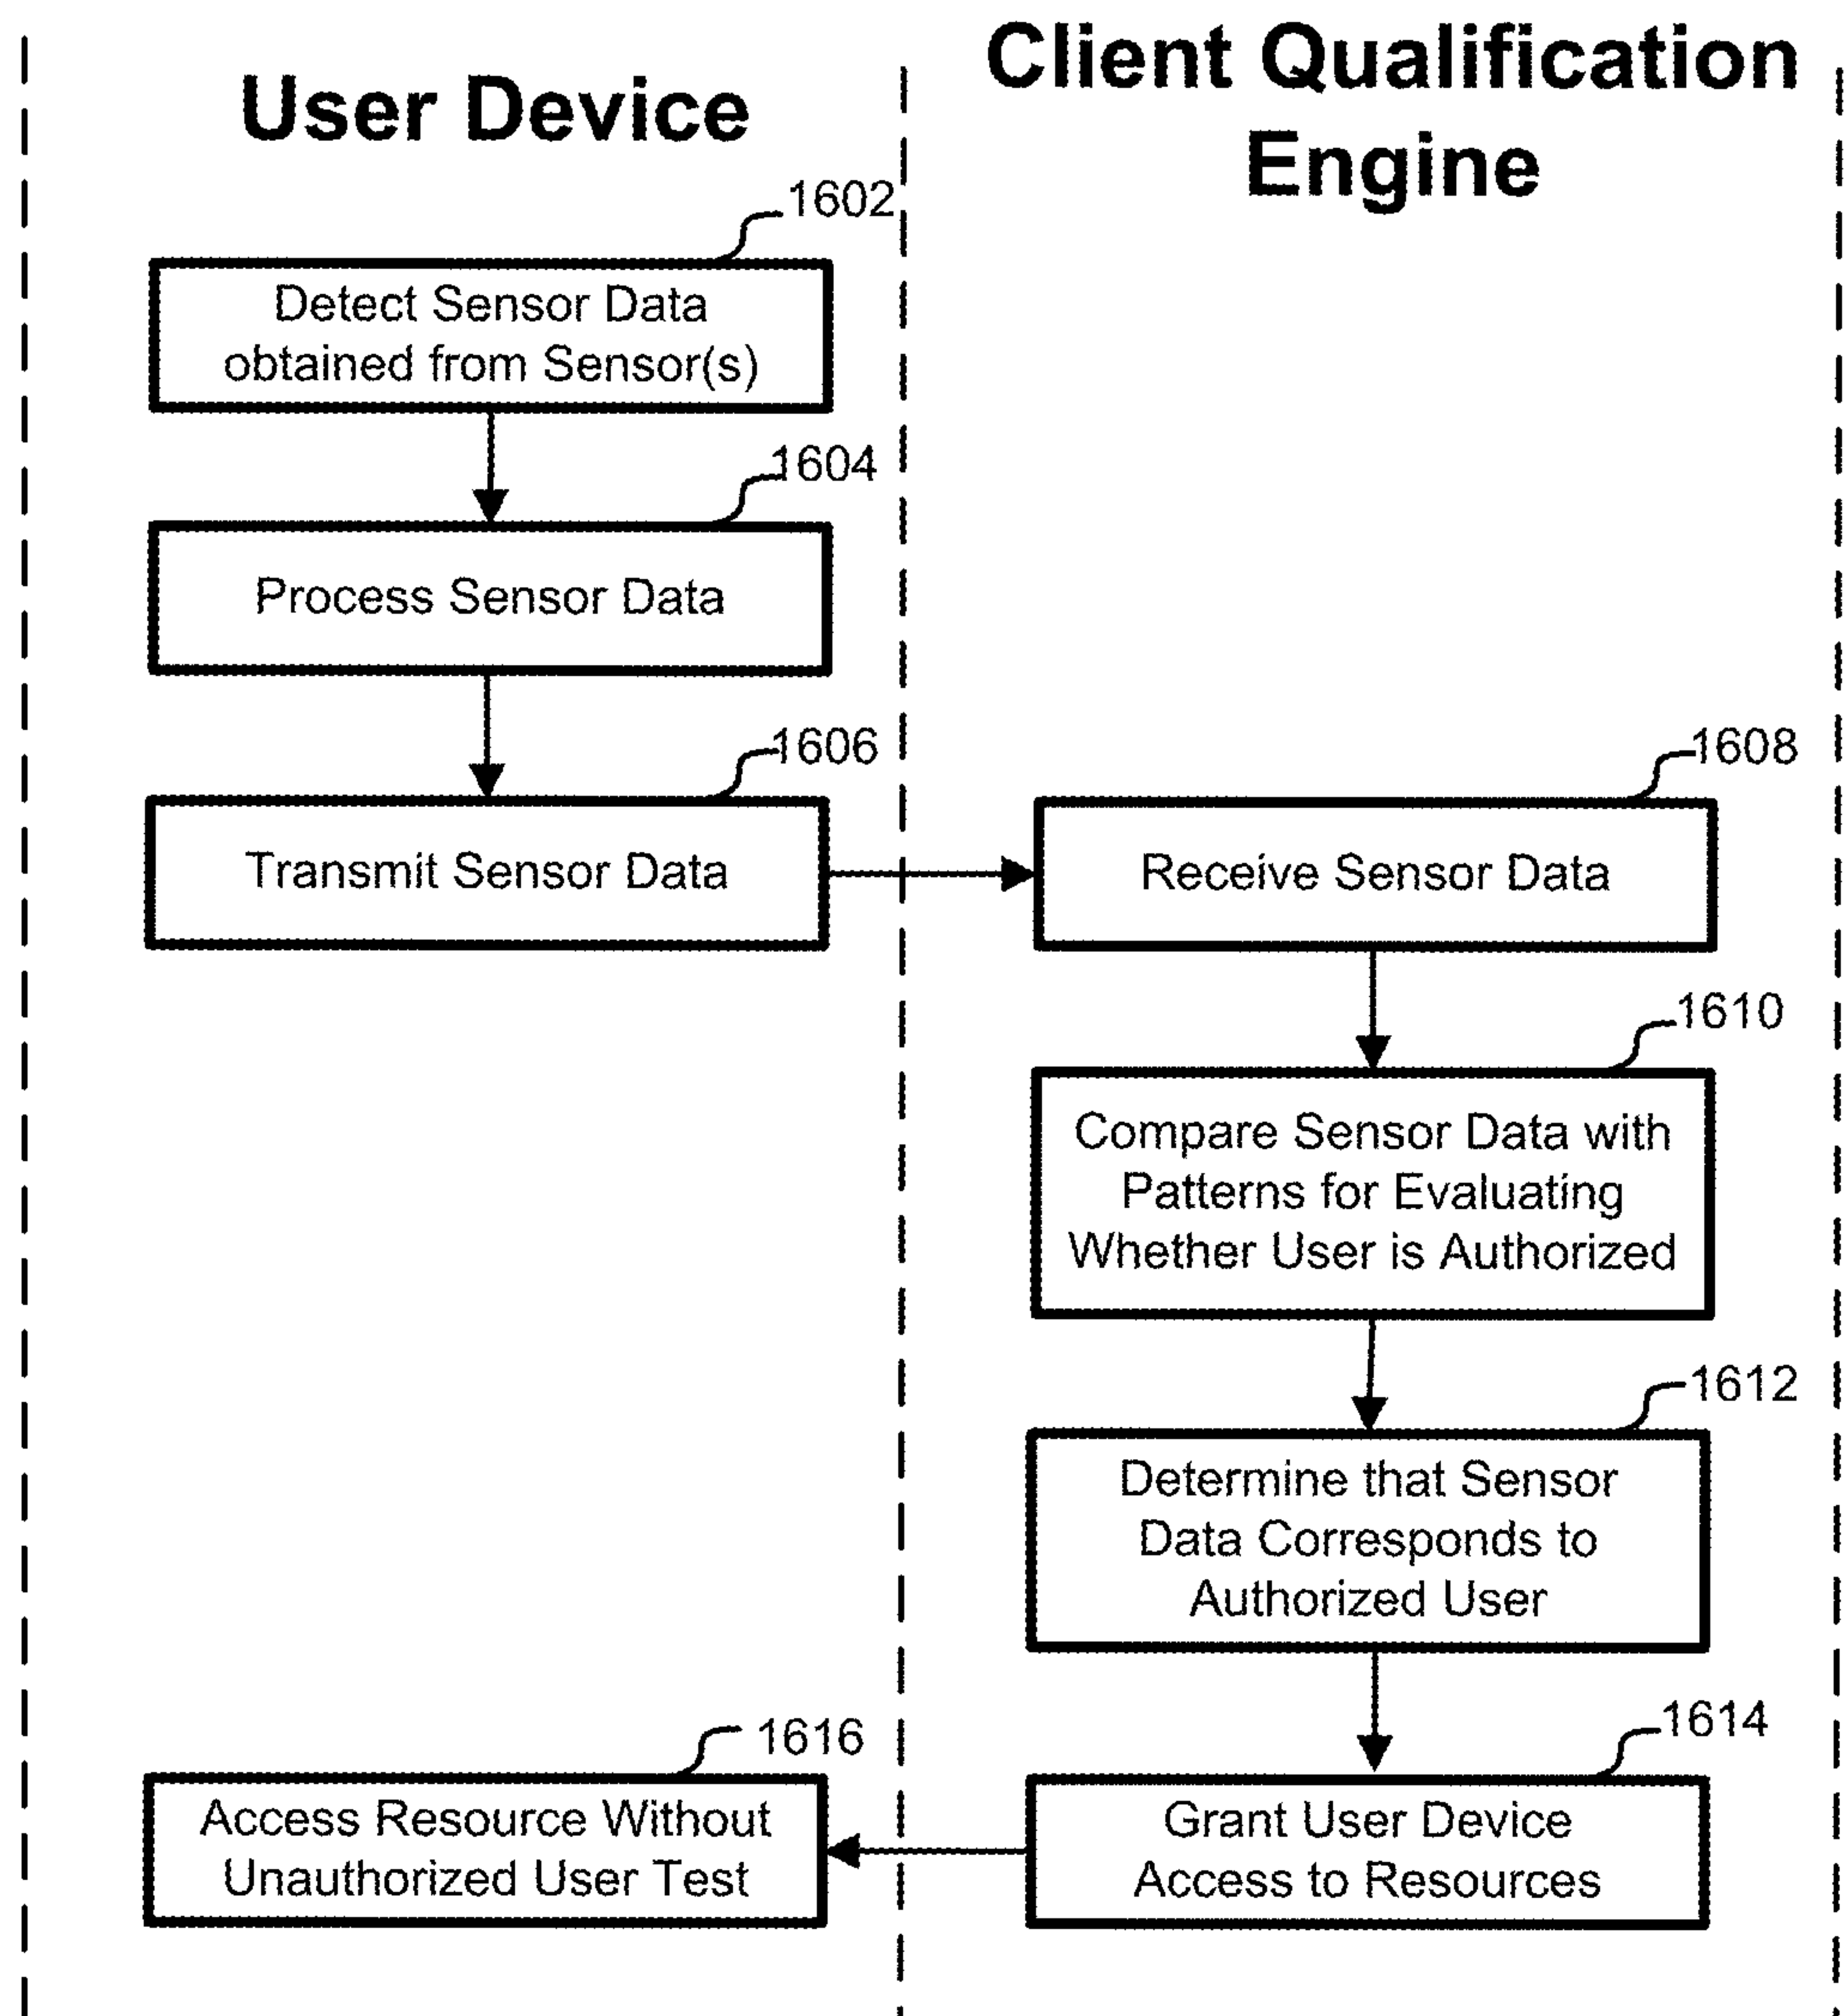 User Device
Client Qualification
Engine
1602
Detect Sensor Data
obtained from Sensor(s)
1604
Process Sensor Data
1606
Transmit Sensor Data
1608
Receive Sensor Data
1610
Compare Sensor Data with
Patterns for Evaluating
Whether User is Authorized
1612
Determine that Sensor
Data Corresponds to
Authorized User
1614
Grant User Device
Access to Resources
1616
Access Resource Without
Unauthorized User Test